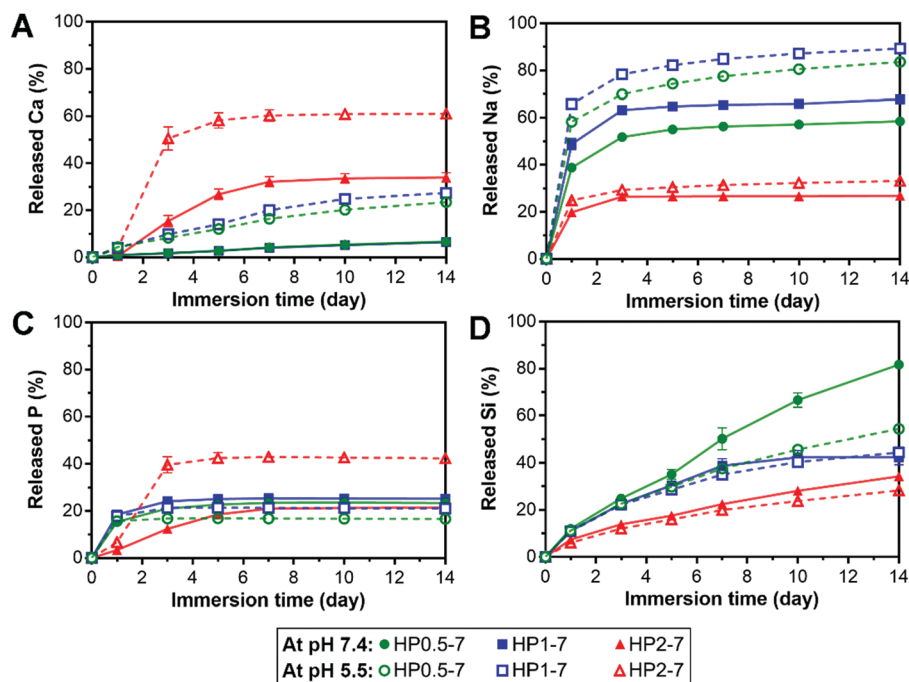 A
Released Ca (%)
100
80
60
40
20
0
0 2 4 6 8 10 12 14
Immersion time (day)
B
Released Na (%)
100
80
60
40
20
0
0 2 4 6 8 10 12 14
Immersion time (day)
C
Released P (%)
100
80
60
40
20
0
0 2 4 6 8 10 12 14
Immersion time (day)
D
Released Si (%)
100
80
60
40
20
0
0 2 4 6 8 10 12 14
Immersion time (day)
At pH 7.4: HP0.5-7 HP1-7 HP2-7
At pH 5.5: HP0.5-7 HP1-7 HP2-7